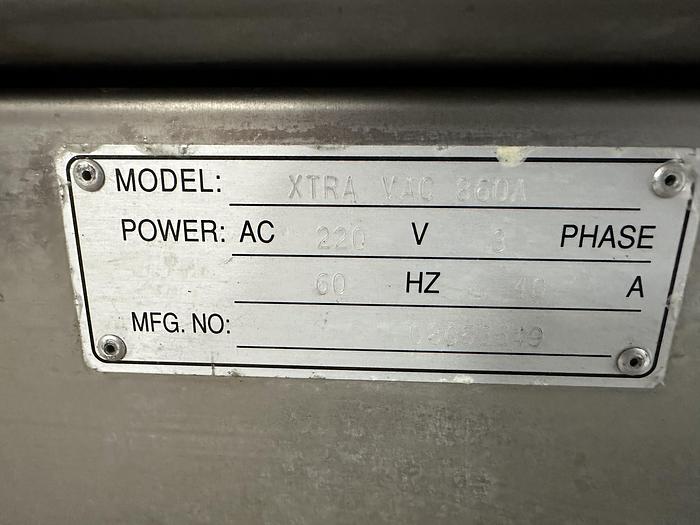 MODEL: XTRA VAC 860A
POWER: AC 220 V 3 PHASE
60 HZ 40 A
MFG. NO: